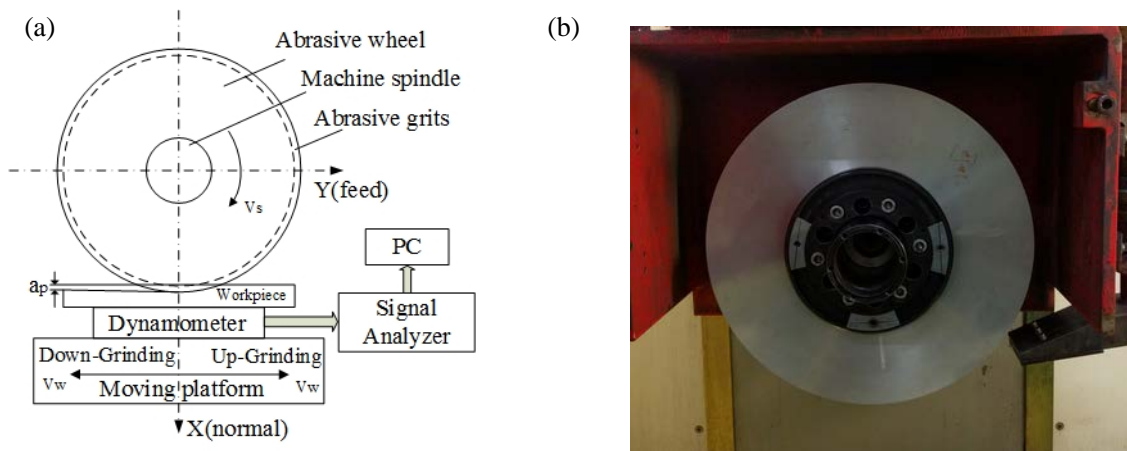 (a)
(b)
Abrasive wheel
Machine spindle
Abrasive grits
Y(feed)
Vs
PC
ap
Workpiece
Dynamometer
Signal
Analyzer
Down-Grinding Up-Grinding
Vw Vw
Moving platform
X(normal)